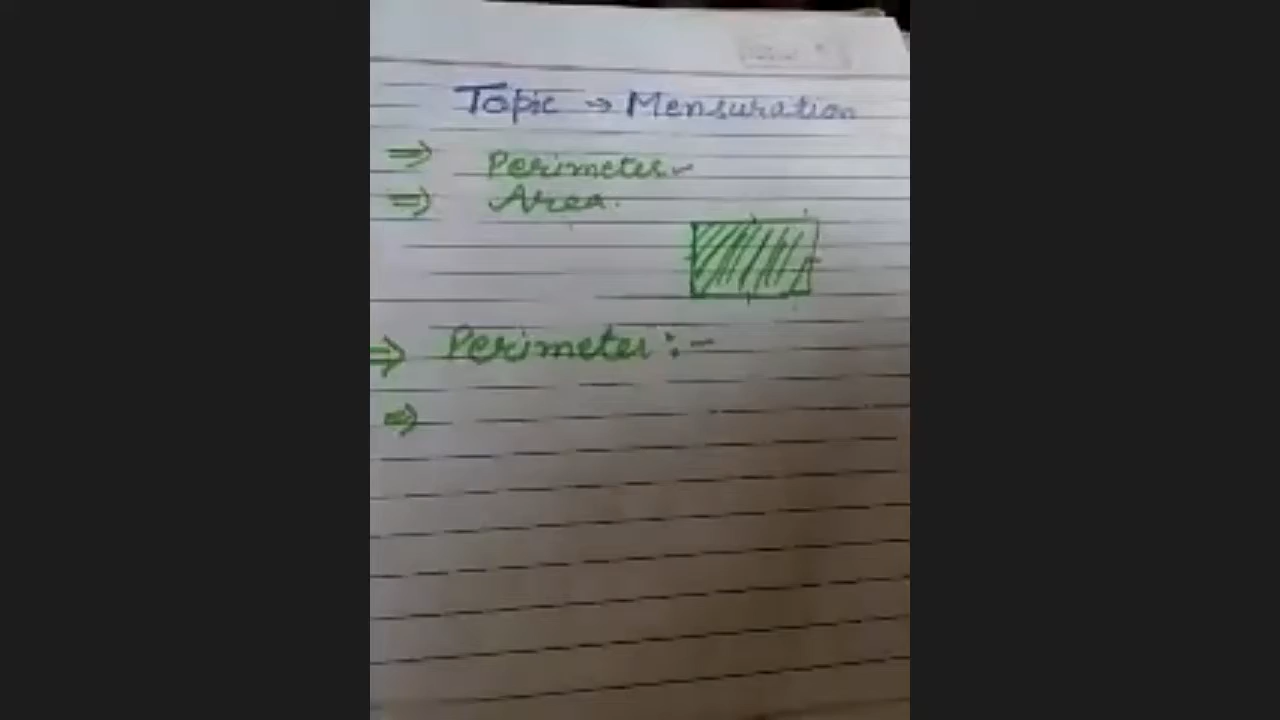 Topic → Mensuration
⇒ Perimeter
⇒ Area.
⇒ Perimeter :-
⇒